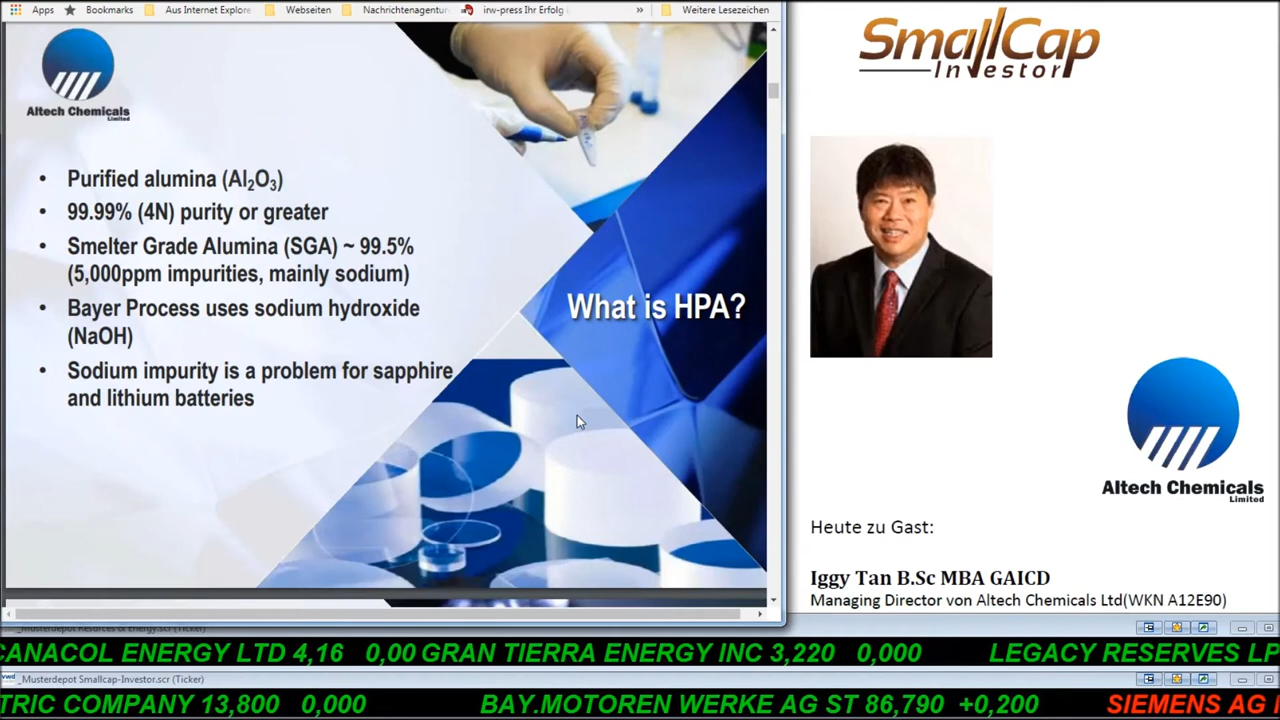 Apps
Bookmarks
Aus Internet Explore
Webseiten
Nachrichtenagentur
irw-press Ihr Erfolg i
»
Weitere Lesezeichen
Altech Chemicals
Limited
• Purified alumina (Al₂O₃)
• 99.99% (4N) purity or greater
• Smelter Grade Alumina (SGA) ~ 99.5%
(5,000ppm impurities, mainly sodium)
• Bayer Process uses sodium hydroxide
(NaOH)
• Sodium impurity is a problem for sapphire
and lithium batteries
What is HPA?
SmallCap
Investor
Altech Chemicals
Limited
Heute zu Gast:
Iggy Tan B.Sc MBA GAICD
Managing Director von Altech Chemicals Ltd(WKN A12E90)
_Musterdepot Resurces & Energy.scr (Ticker)
CANACOL ENERGY LTD 4,16 0,00 GRAN TIERRA ENERGY INC 3,220 0,000 LEGACY RESERVES LP
vwd _Musterdepot Smallcap-Investor.scr (Ticker)
TRIC COMPANY 13,800 0,000 BAY.MOTOREN WERKE AG ST 86,790 +0,200 SIEMENS AG